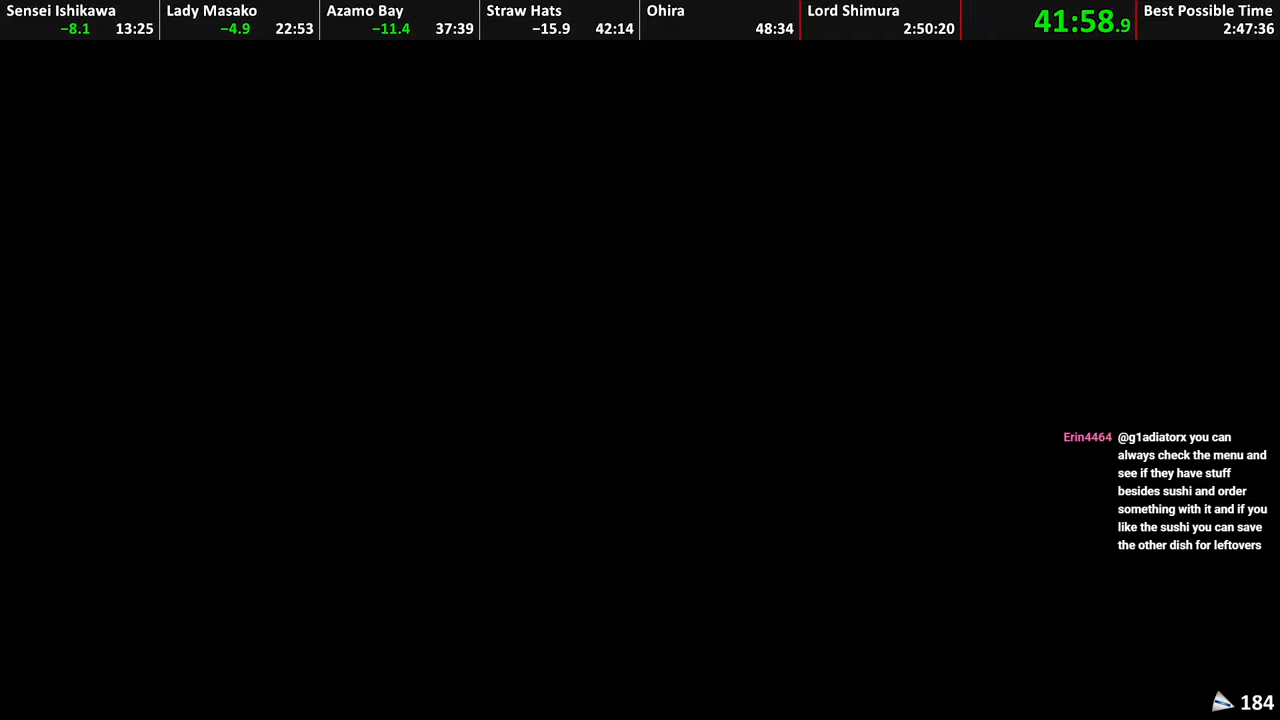 Sensei Ishikawa
−8.1 13:25
Lady Masako
−4.9 22:53
Azamo Bay
−11.4 37:39
Straw Hats
−15.9 42:14
Ohira
48:34
Lord Shimura
2:50:20
41:58.9
Best Possible Time
2:47:36
Erin4464 @g1adiatorx you can
always check the menu and
see if they have stuff
besides sushi and order
something with it and if you
like the sushi you can save
the other dish for leftovers
184